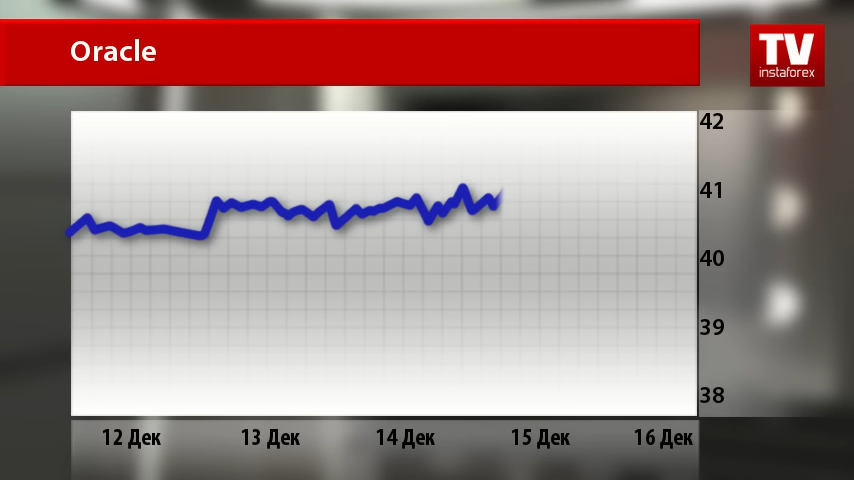 Oracle
TV
instaforex
42
41
40
39
38
12 Дек 13 Дек 14 Дек 15 Дек 16 Дек